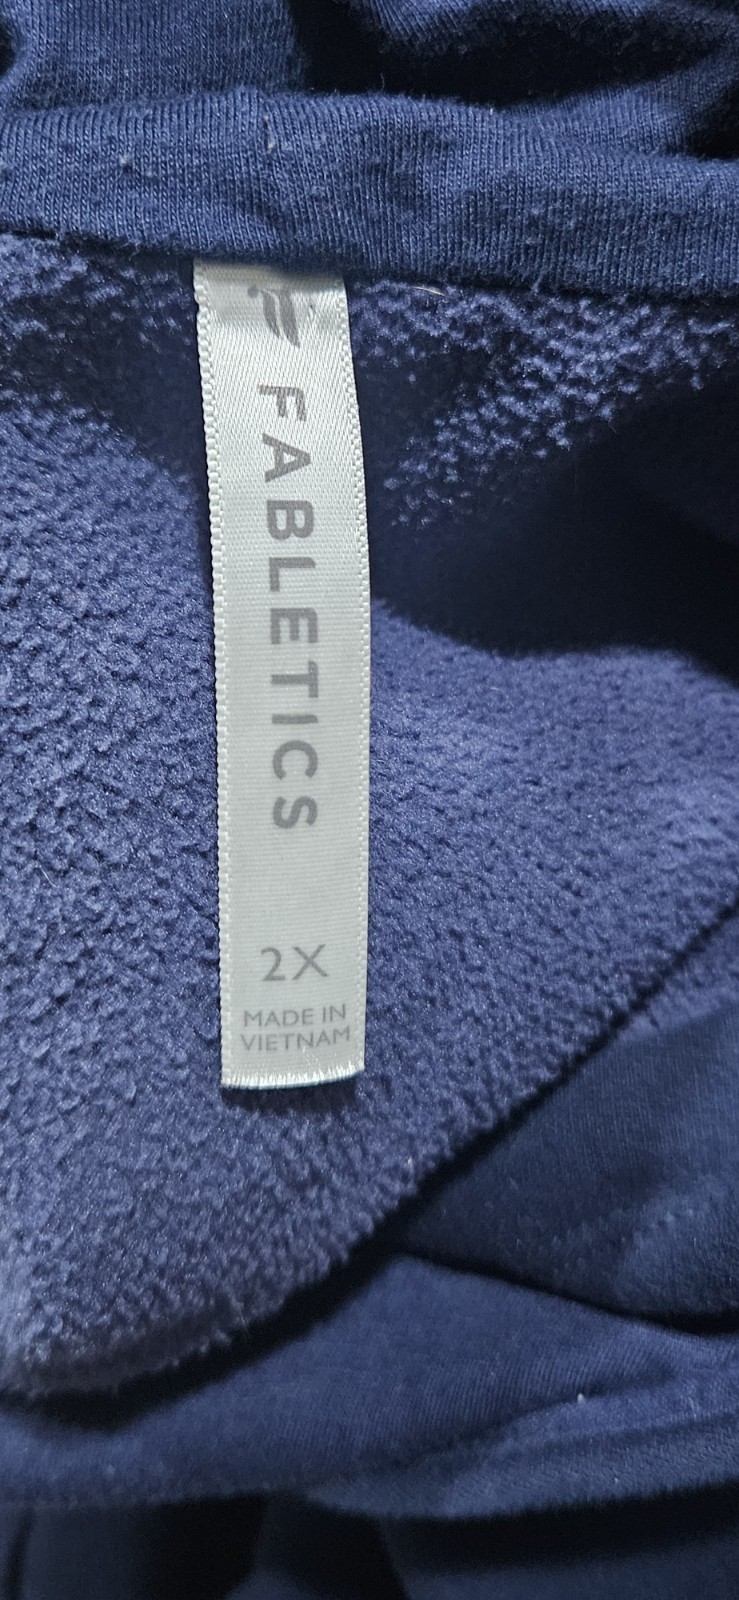 FABLETICS
2X
MADE IN
VIETNAM